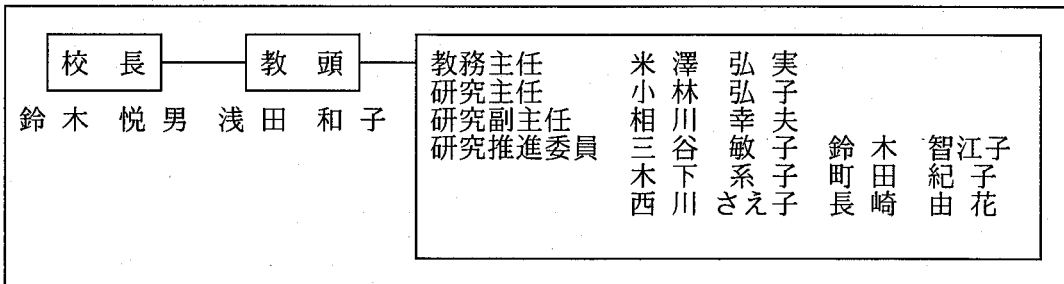 校長
教頭
鈴木 悦男
浅田 和子
教務主任 米澤 弘実
研究主任 小林 弘子
研究副主任 相川 幸夫
研究推進委員 三谷 敏子 鈴木 智江子
木下 系子 町田 紀子
西川 さえ子 長崎 由花